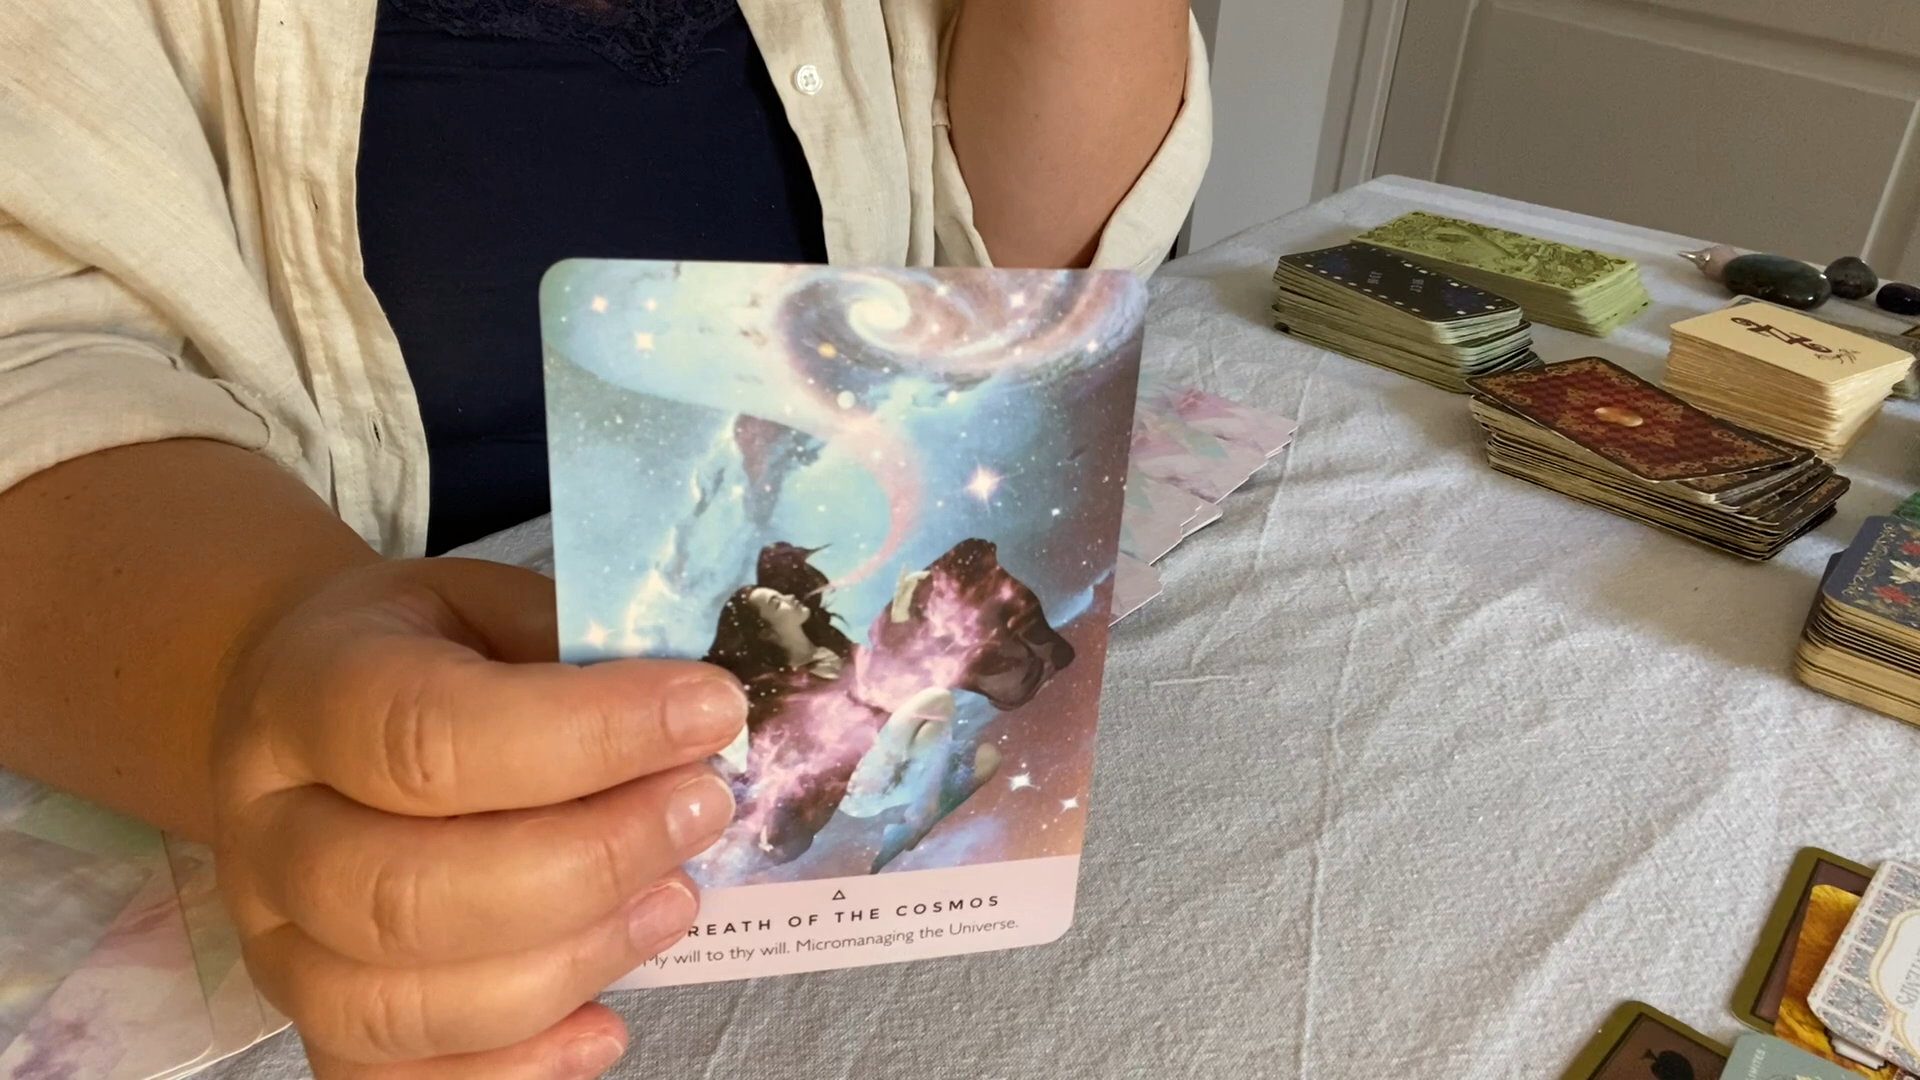 REATH OF THE COSMOS
My will to thy will. Micromanaging the Universe.